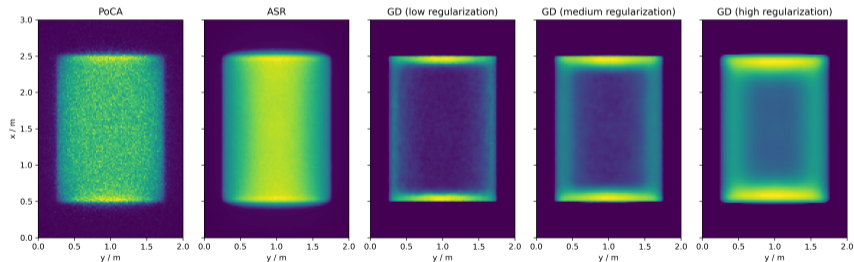 PoCA
ASR
GD (low regularization)
GD (medium regularization)
GD (high regularization)
x / m
3.0
2.5
2.0
1.5
1.0
0.5
0.0
0.0 0.5 1.0 1.5 2.0
0.0 0.5 1.0 1.5 2.0
0.0 0.5 1.0 1.5 2.0
0.0 0.5 1.0 1.5 2.0
0.0 0.5 1.0 1.5 2.0
y / m
y / m
y / m
y / m
y / m